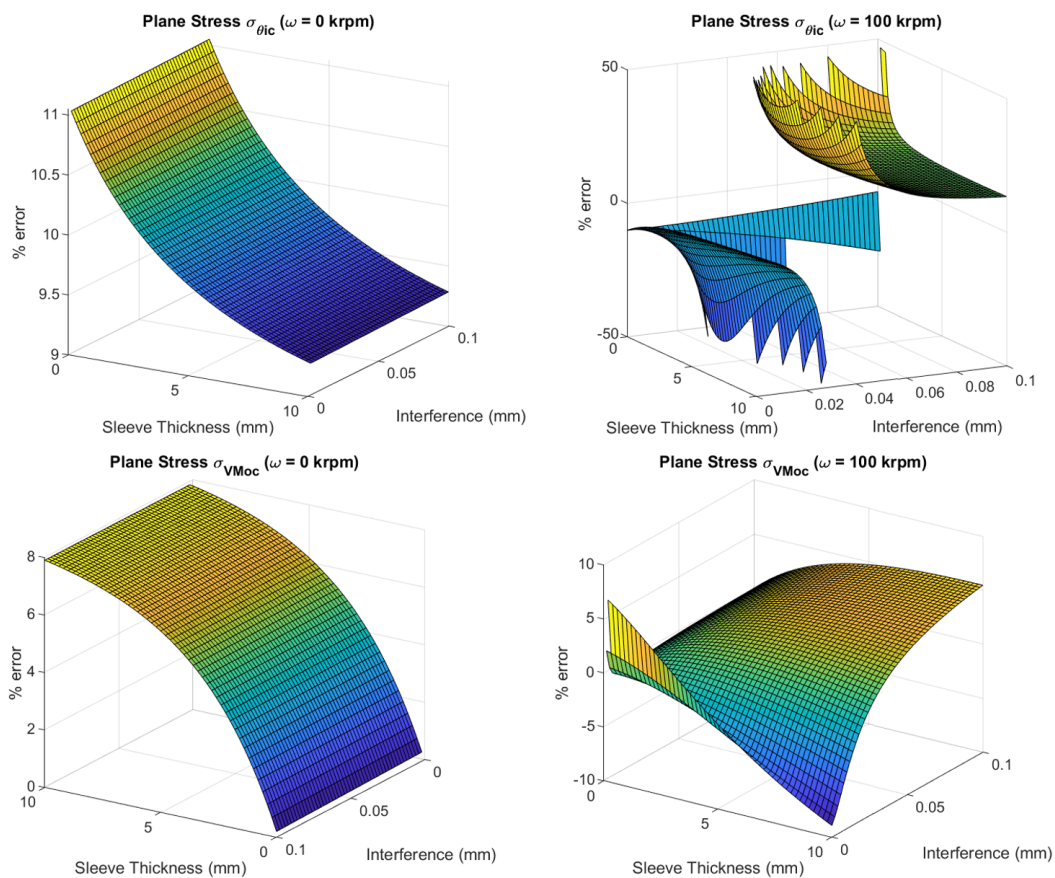 Plane Stress σθic (ω = 0 krpm)
% error
11
10.5
10
9.5
9
0
5
10
Sleeve Thickness (mm)
0
0.05
0.1
Interference (mm)
Plane Stress σθic (ω = 100 krpm)
% error
50
0
-50
0
5
10
Sleeve Thickness (mm)
0
0.02
0.04
0.06
0.08
0.1
Interference (mm)
Plane Stress σVMoc (ω = 0 krpm)
% error
8
6
4
2
0
10
5
0
Sleeve Thickness (mm)
0.1
0.05
0
Interference (mm)
Plane Stress σVMoc (ω = 100 krpm)
% error
10
5
0
-5
-10
0
5
10
Sleeve Thickness (mm)
0
0.05
0.1
Interference (mm)